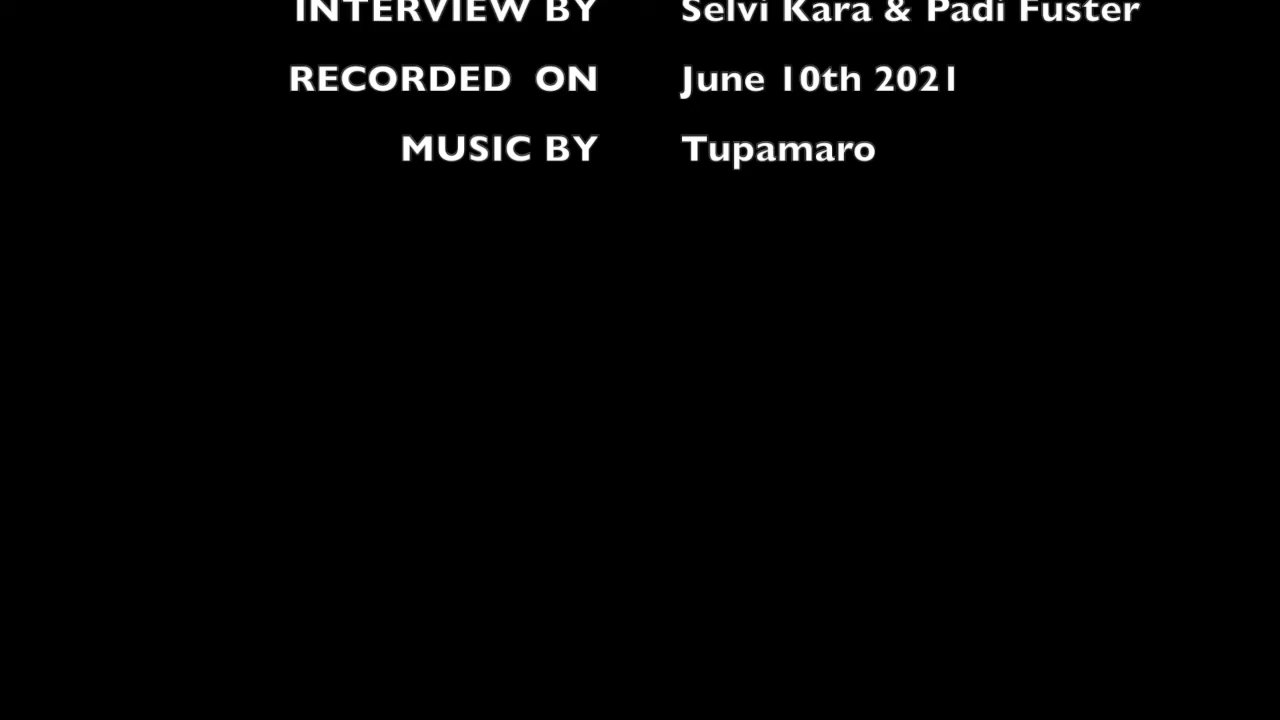 INTERVIEW BY Selvi Kara & Padi Fuster
RECORDED ON June 10th 2021
MUSIC BY Tupamaro